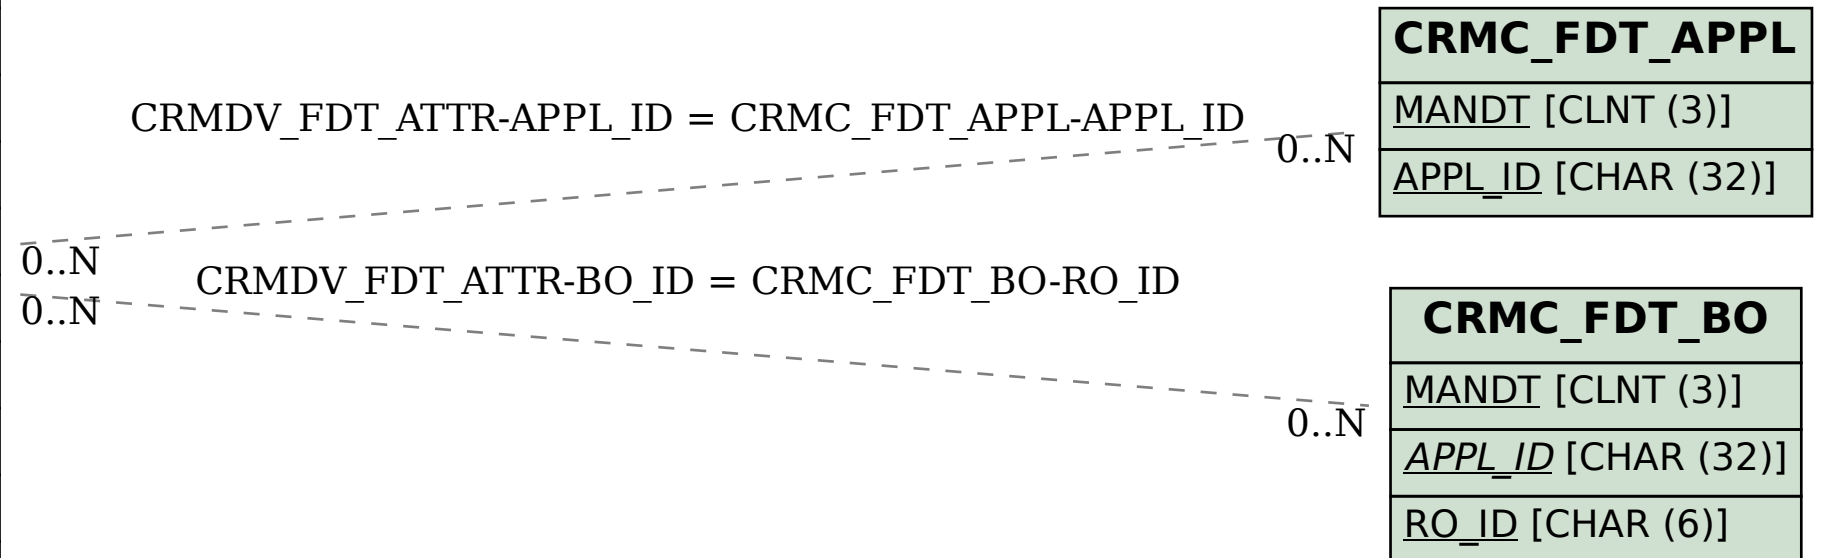 CRMC_FDT_APPL
MANDT [CLNT (3)]
APPL_ID [CHAR (32)]
CRMDV_FDT_ATTR-APPL_ID = CRMC_FDT_APPL-APPL_ID
0..N
0..N
CRMDV_FDT_ATTR-BO_ID = CRMC_FDT_BO-RO_ID
0..N
0..N
CRMC_FDT_BO
MANDT [CLNT (3)]
APPL_ID [CHAR (32)]
RO_ID [CHAR (6)]